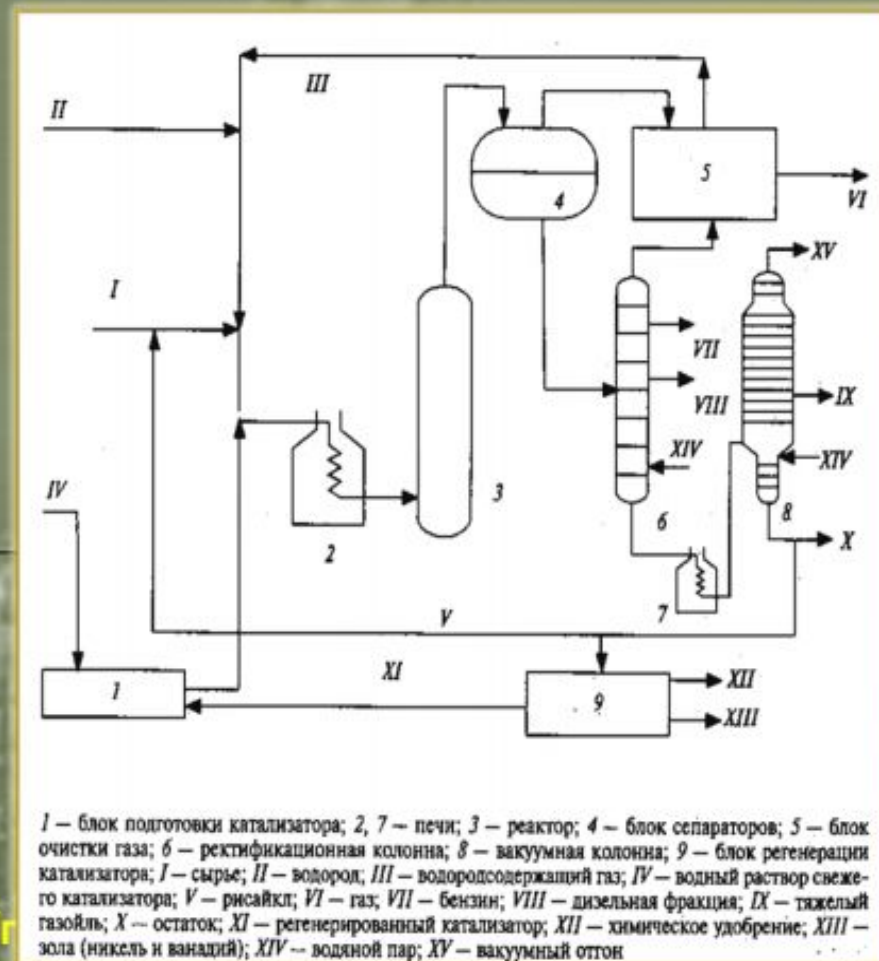 III
II
5
4
VI
XV
I
VII
IX
VIII
XIV
XIV
IV
3
6
8
2
X
7
V
XI
XII
1
9
XIII
1 — блок подготовки катализатора; 2, 7 — печи; 3 — реактор; 4 — блок сепараторов; 5 — блок
очистки газа; 6 — ректификационная колонна; 8 — вакуумная колонна; 9 — блок регенерации
катализатора; I — сырье; II — водород; III — водородсодержащий газ; IV — водный раствор свеже-
го катализатора; V — рисайкл; VI — газ; VII — бензин; VIII — дизельная фракция; IX — тяжелый
газойль; X — остаток; XI — регенерированный катализатор; XII — химическое удобрение; XIII —
зола (никель и ванадий); XIV — водяной пар; XV — вакуумный отгон